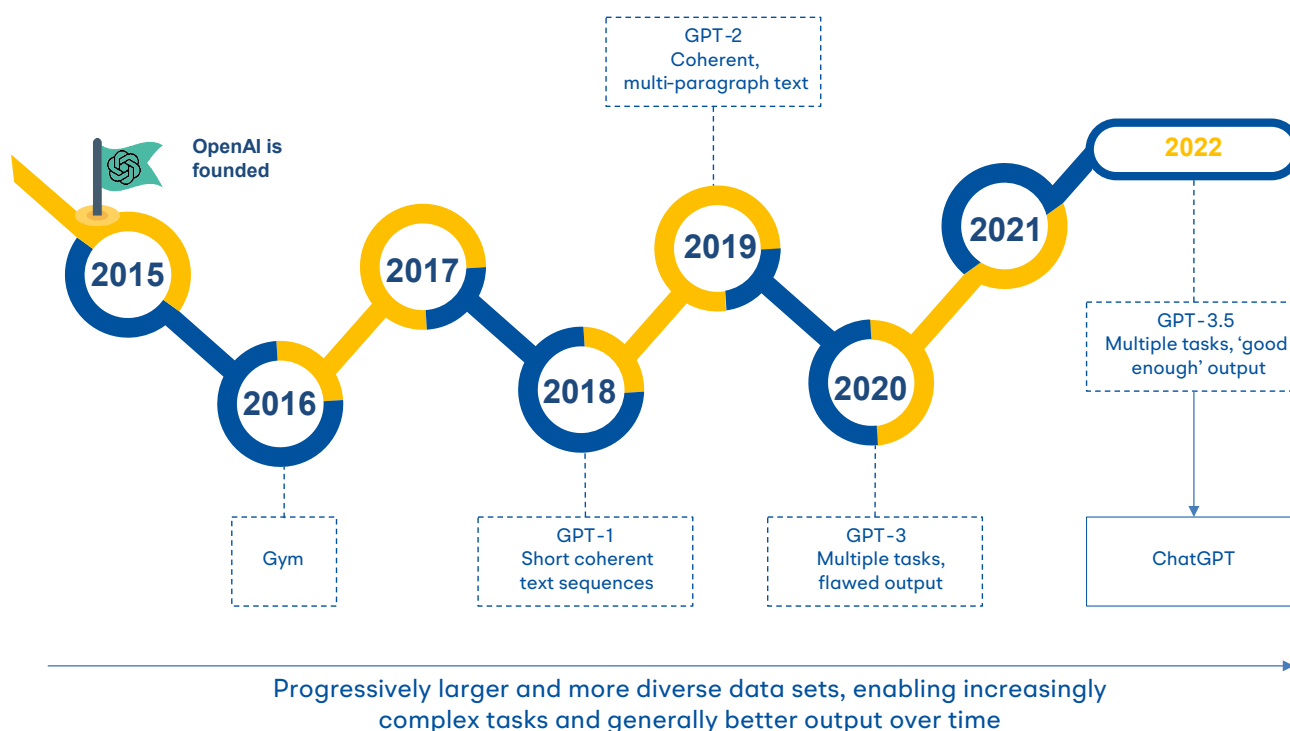 GPT-2
Coherent,
multi-paragraph text
OpenAI is
founded
2022
2015
2017
2019
2021
2016
2018
2020
GPT-3.5
Multiple tasks, ‘good
enough’ output
Gym
GPT-1
Short coherent
text sequences
GPT-3
Multiple tasks,
flawed output
ChatGPT
Progressively larger and more diverse data sets, enabling increasingly
complex tasks and generally better output over time